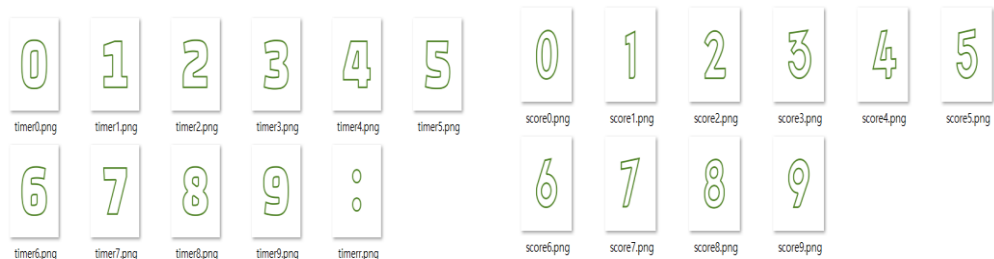 0 1 2 3 4 5
timer0.png timer1.png timer2.png timer3.png timer4.png timer5.png
6 7 8 9 :
timer6.png timer7.png timer8.png timer9.png timerr.png
0 1 2 3 4 5
score0.png score1.png score2.png score3.png score4.png score5.png
6 7 8 9
score6.png score7.png score8.png score9.png